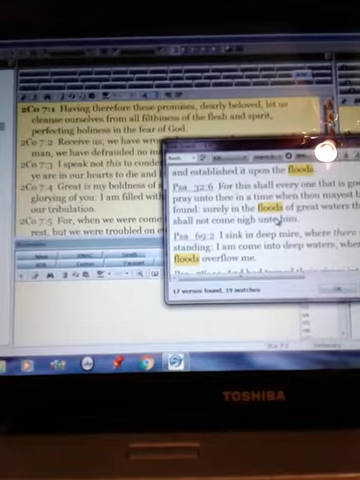 2Co 7:1 Having therefore these promises, dearly beloved, let us
cleanse ourselves from all filthiness of the flesh and spirit,
perfecting holiness in the fear of God.
2Co 7:2 Receive us; we have wro
man, we have defrauded no m
2Co 7:3 I speak not this to conde
ye are in our hearts to die and
2Co 7:4 Great is my boldness of
glorying of you: I am filled wi
our tribulation.
2Co 7:5 For, when we were come
rest, but we were troubled on e
and established it upon the floods.
Psa 32:6 For this shall every one that is go
pray unto thee in a time when thou mayest b
found: surely in the floods of great waters th
shall not come nigh unto him.
Psa 69:2 I sink in deep mire, where there
standing: I am come into deep waters, wher
floods overflow me.
17 verses found, 19 matches
OK
TOSHIBA